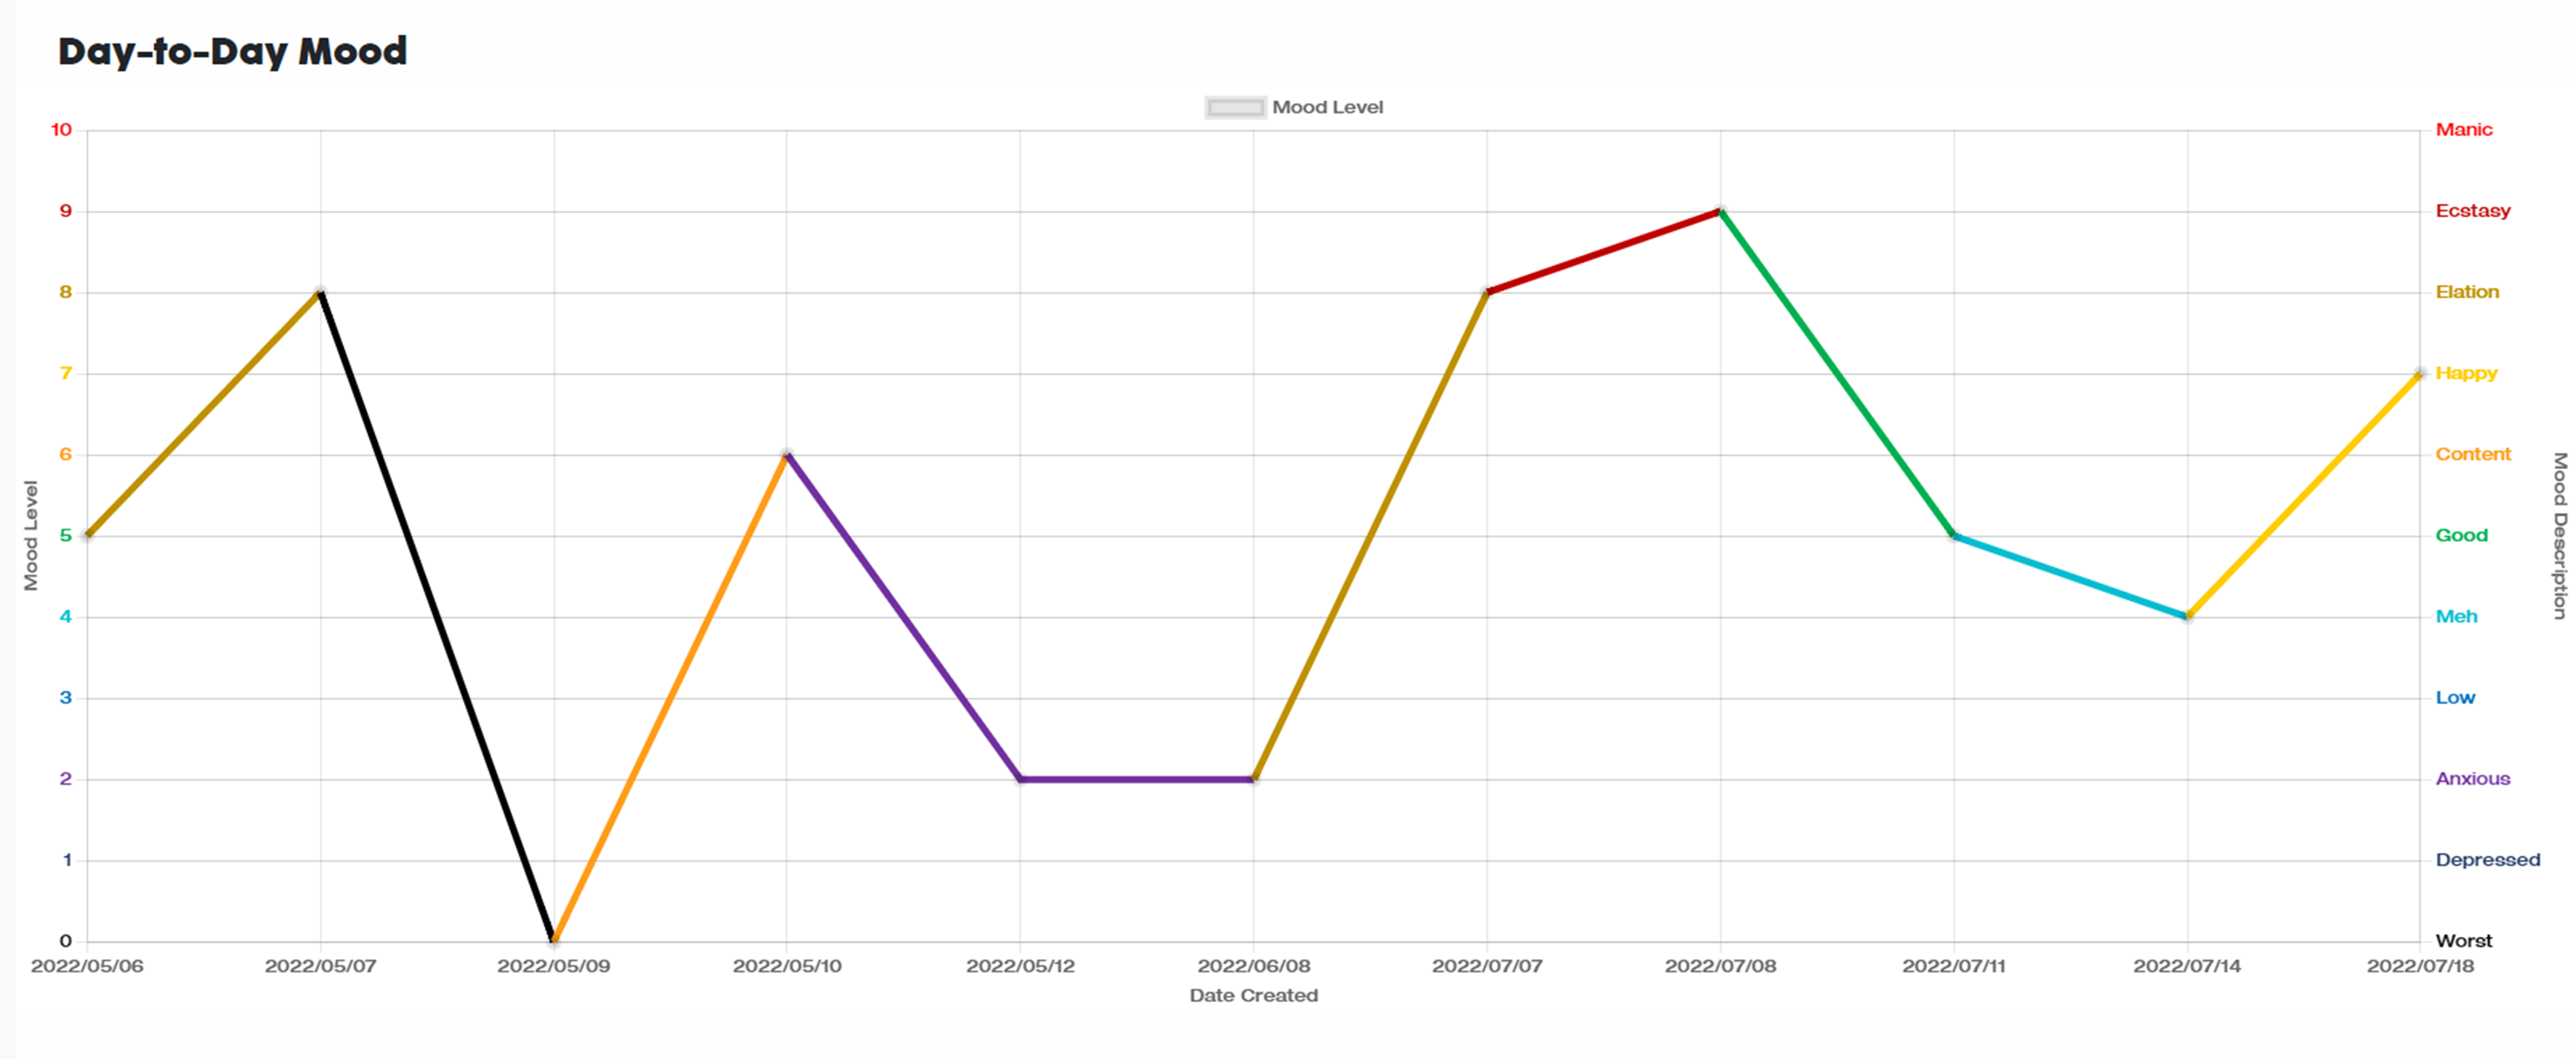 Day-to-Day Mood
Mood Level
10 Manic
9 Ecstasy
8 Elation
7 Happy
6 Content
5 Good
4 Meh
3 Low
2 Anxious
1 Depressed
0 Worst
Mood Level
Mood Description
2022/05/06 2022/05/07 2022/05/09 2022/05/10 2022/05/12 2022/06/08 2022/07/07 2022/07/08 2022/07/11 2022/07/14 2022/07/18
Date Created